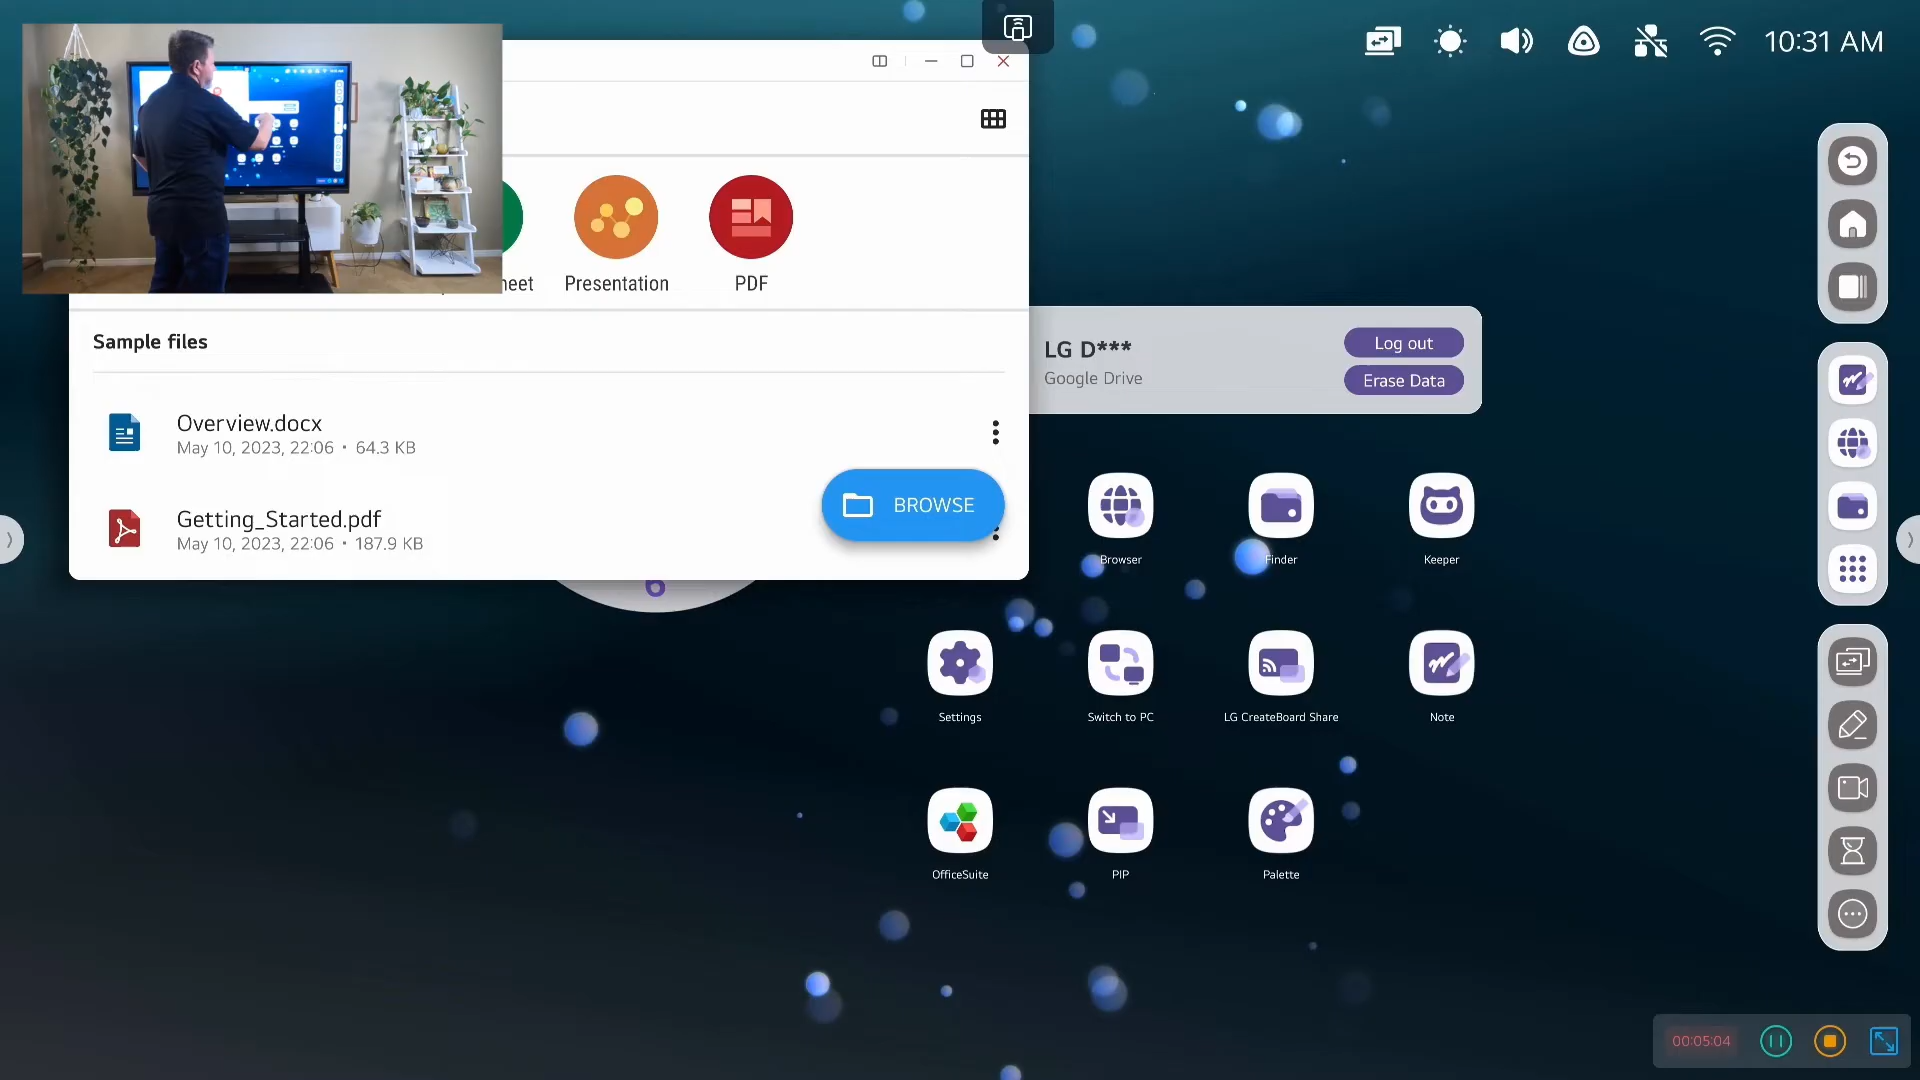 10:31 AM
Presentation
PDF
Sample files
LG D***
Google Drive
Log out
Erase Data
Overview.docx
May 10, 2023, 22:06 • 64.3 KB
BROWSE
Getting_Started.pdf
May 10, 2023, 22:06 • 187.9 KB
6
Browser
Finder
Keeper
Settings
Switch to PC
LG CreateBoard Share
Note
OfficeSuite
PIP
Palette
00:05:04